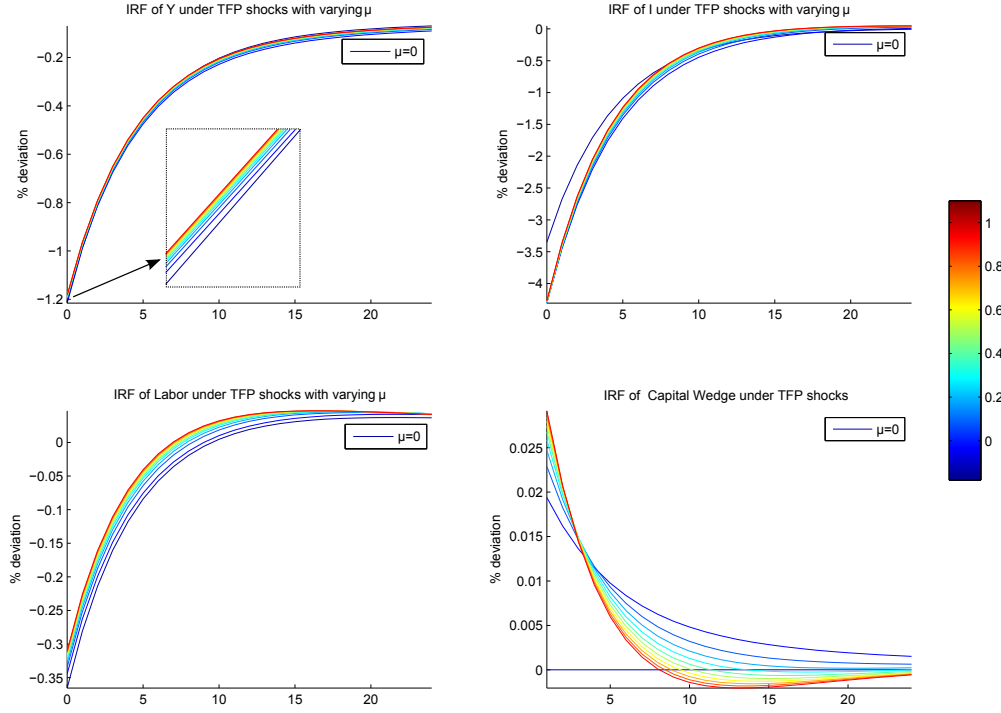 IRF of Y under TFP shocks with varying μ
μ=0
% deviation
−0.2
−0.4
−0.6
−0.8
−1
−1.2
0 5 10 15 20
IRF of I under TFP shocks with varying μ
μ=0
% deviation
0
−0.5
−1
−1.5
−2
−2.5
−3
−3.5
−4
0 5 10 15 20
IRF of Labor under TFP shocks with varying μ
μ=0
% deviation
0
−0.05
−0.1
−0.15
−0.2
−0.25
−0.3
−0.35
0 5 10 15 20
IRF of Capital Wedge under TFP shocks
μ=0
% deviation
0.025
0.02
0.015
0.01
0.005
0
5 10 15 20
1
0.8
0.6
0.4
0.2
0